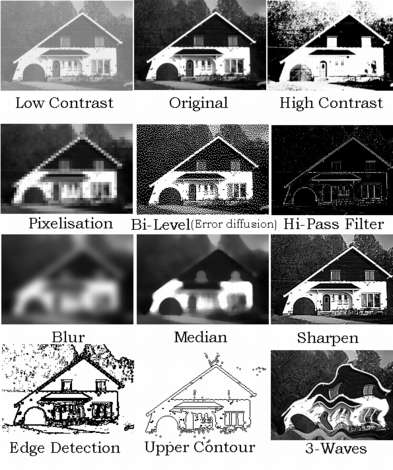 Low Contrast
Original
High Contrast
Pixelisation
Bi-Level(Error diffusion)
Hi-Pass Filter
Blur
Median
Sharpen
Edge Detection
Upper Contour
3-Waves